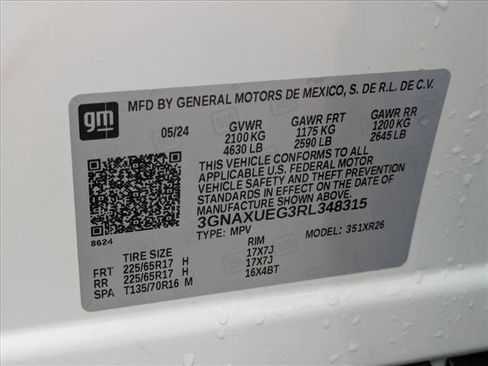 MFD BY GENERAL MOTORS DE MEXICO, S. DE R.L. DE C.V.
gm
05/24 GVWR GAWR FRT GAWR RR
2100 KG 1175 KG 1200 KG
4630 LB 2590 LB 2645 LB
THIS VEHICLE CONFORMS TO ALL APPLICABLE
U.S. FEDERAL MOTOR
VEHICLE SAFETY AND THEFT PREVENTION
STANDARDS IN EFFECT ON THE DATE OF
MANUFACTURE SHOWN ABOVE.
3GNAXUEG3RL348315
8624
TYPE: MPV MODEL: 351XR26
TIRE SIZE RIM
FRT 225/65R17 H 17X7J
RR 225/65R17 H 17X7J
SPA T135/70R16 M 16X4BT